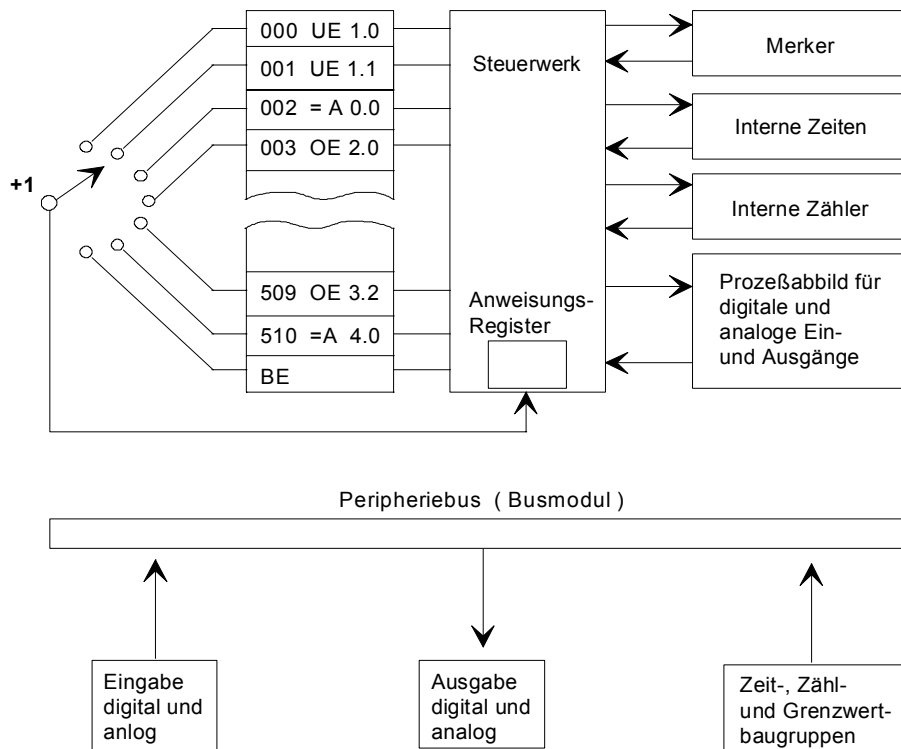 000 UE 1.0
001 UE 1.1
002 = A 0.0
003 OE 2.0
509 OE 3.2
510 =A 4.0
BE
+1
Steuerwerk
Anweisungs-
Register
Merker
Interne Zeiten
Interne Zähler
Prozeßabbild für
digitale und
analoge Ein-
und Ausgänge
Peripheriebus ( Busmodul )
Eingabe
digital und
anlog
Ausgabe
digital und
analog
Zeit-, Zähl-
und Grenzwert-
baugruppen